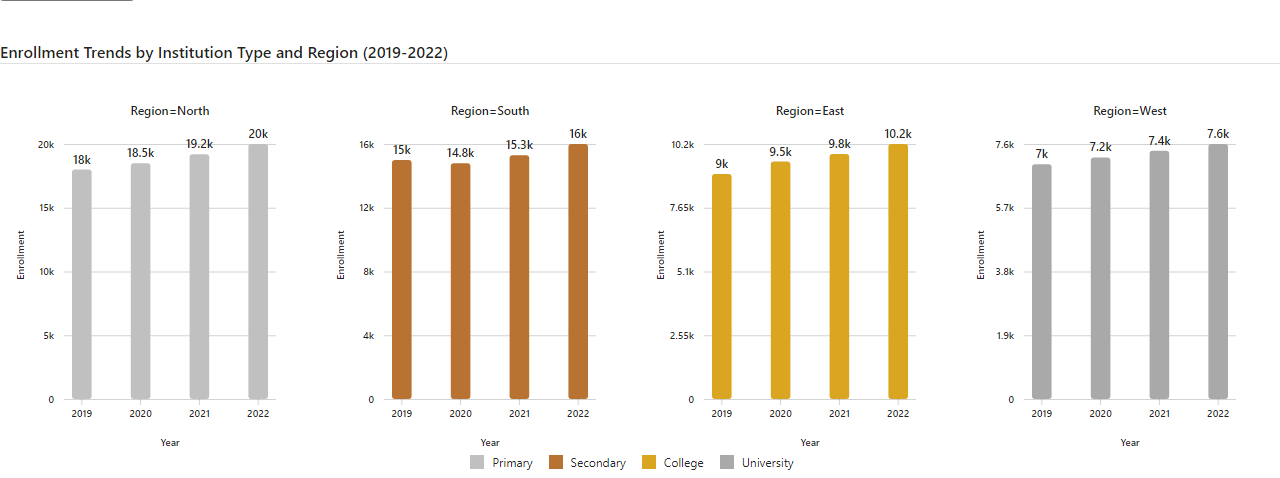 Enrollment Trends by Institution Type and Region (2019-2022)
Region=North
20k
15k
10k
5k
0
Enrollment
18k
18.5k
19.2k
20k
2019
2020
2021
2022
Year
Region=South
16k
12k
8k
4k
0
Enrollment
15k
14.8k
15.3k
16k
2019
2020
2021
2022
Year
Region=East
10.2k
7.65k
5.1k
2.55k
0
Enrollment
9k
9.5k
9.8k
10.2k
2019
2020
2021
2022
Year
Region=West
7.6k
5.7k
3.8k
1.9k
0
Enrollment
7k
7.2k
7.4k
7.6k
2019
2020
2021
2022
Year
Primary
Secondary
College
University